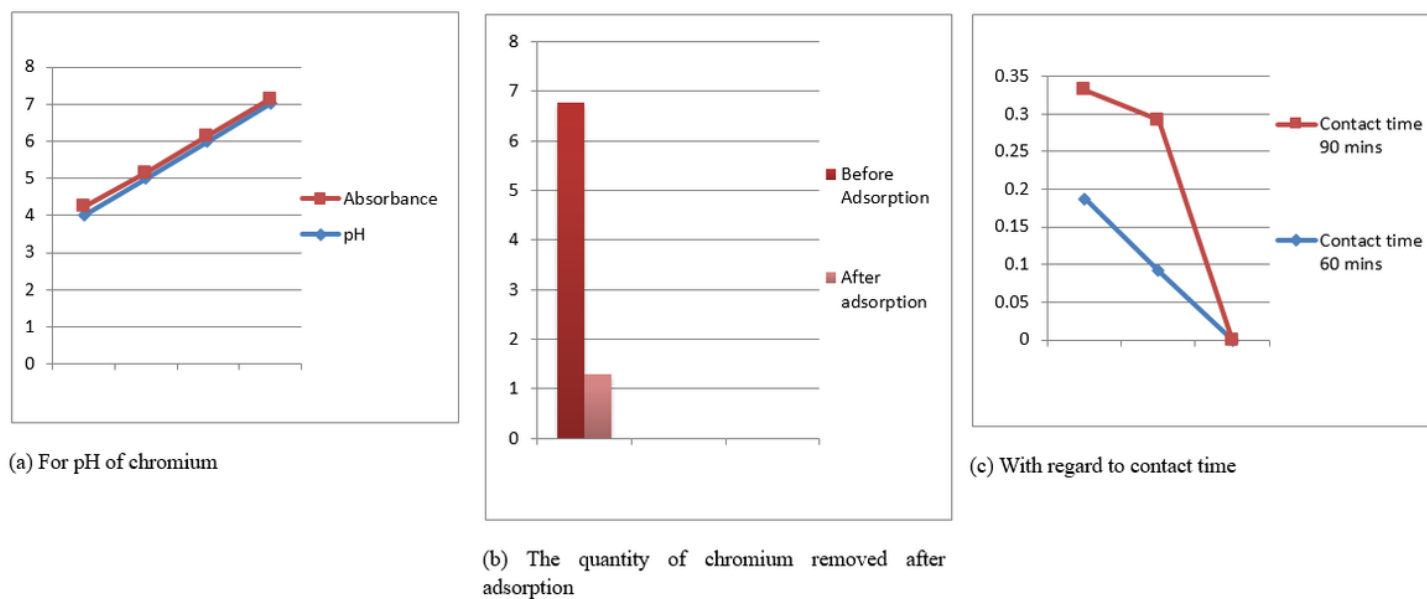 8
7
6
5
4
3
2
1
0
Absorbance
pH
(a) For pH of chromium
8
7
6
5
4
3
2
1
0
Before
Adsorption
After
adsorption
(b) The quantity of chromium removed after
adsorption
0.35
0.3
0.25
0.2
0.15
0.1
0.05
0
Contact time
90 mins
Contact time
60 mins
(c) With regard to contact time